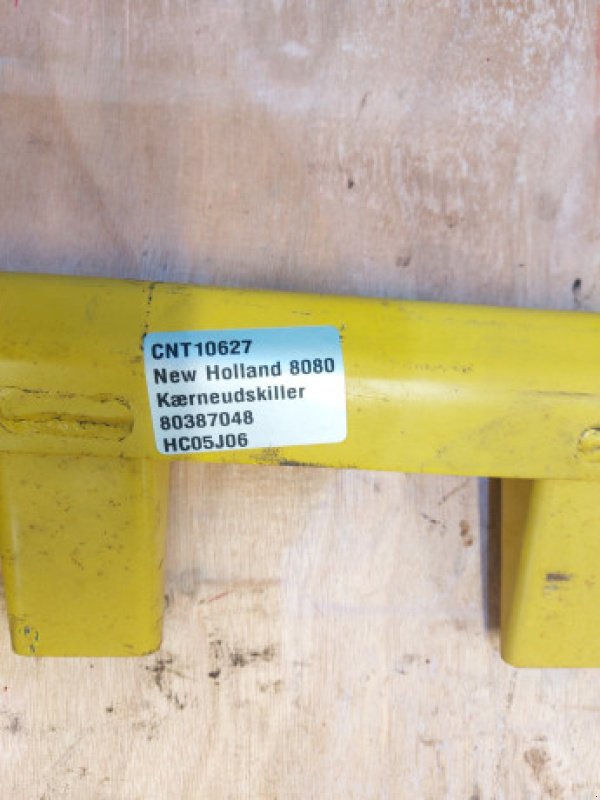 CNT10627
New Holland 8080
Kærneudskiller
80387048
HC05J06